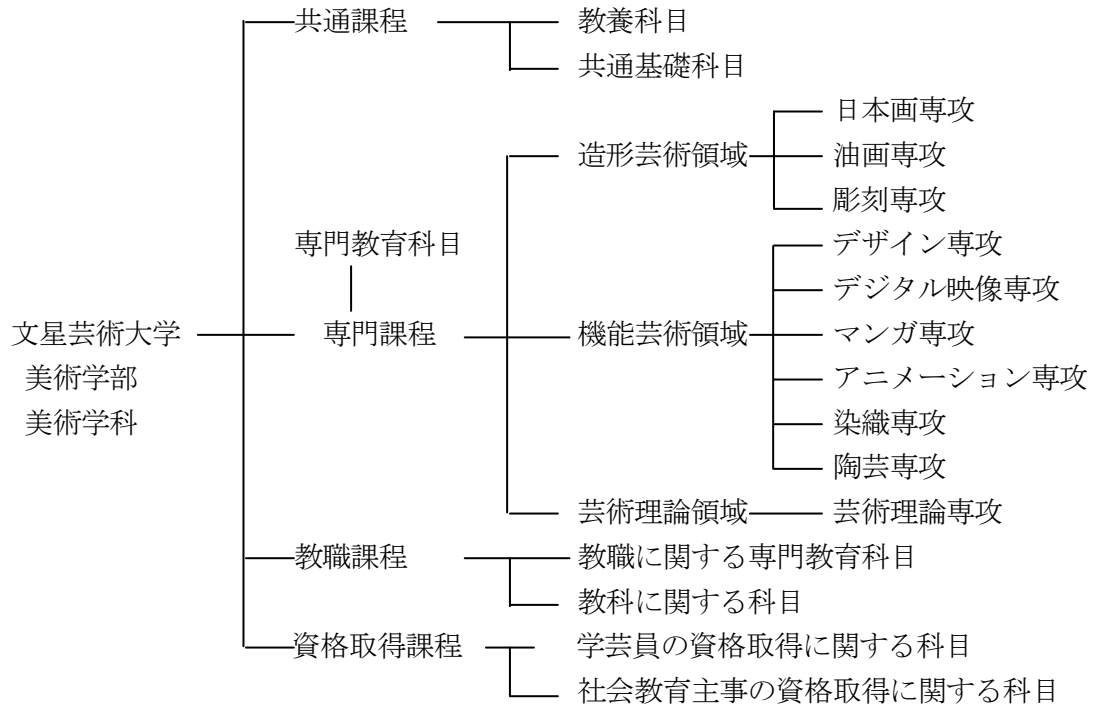 共通課程
教養科目
共通基礎科目
日本画専攻
造形芸術領域
油画専攻
彫刻専攻
専門教育科目
デザイン専攻
デジタル映像専攻
文星芸術大学
専門課程
機能芸術領域
マンガ専攻
美術学部
アニメーション専攻
美術学科
染織専攻
陶芸専攻
芸術理論領域
芸術理論専攻
教職課程
教職に関する専門教育科目
教科に関する科目
資格取得課程
学芸員の資格取得に関する科目
社会教育主事の資格取得に関する科目